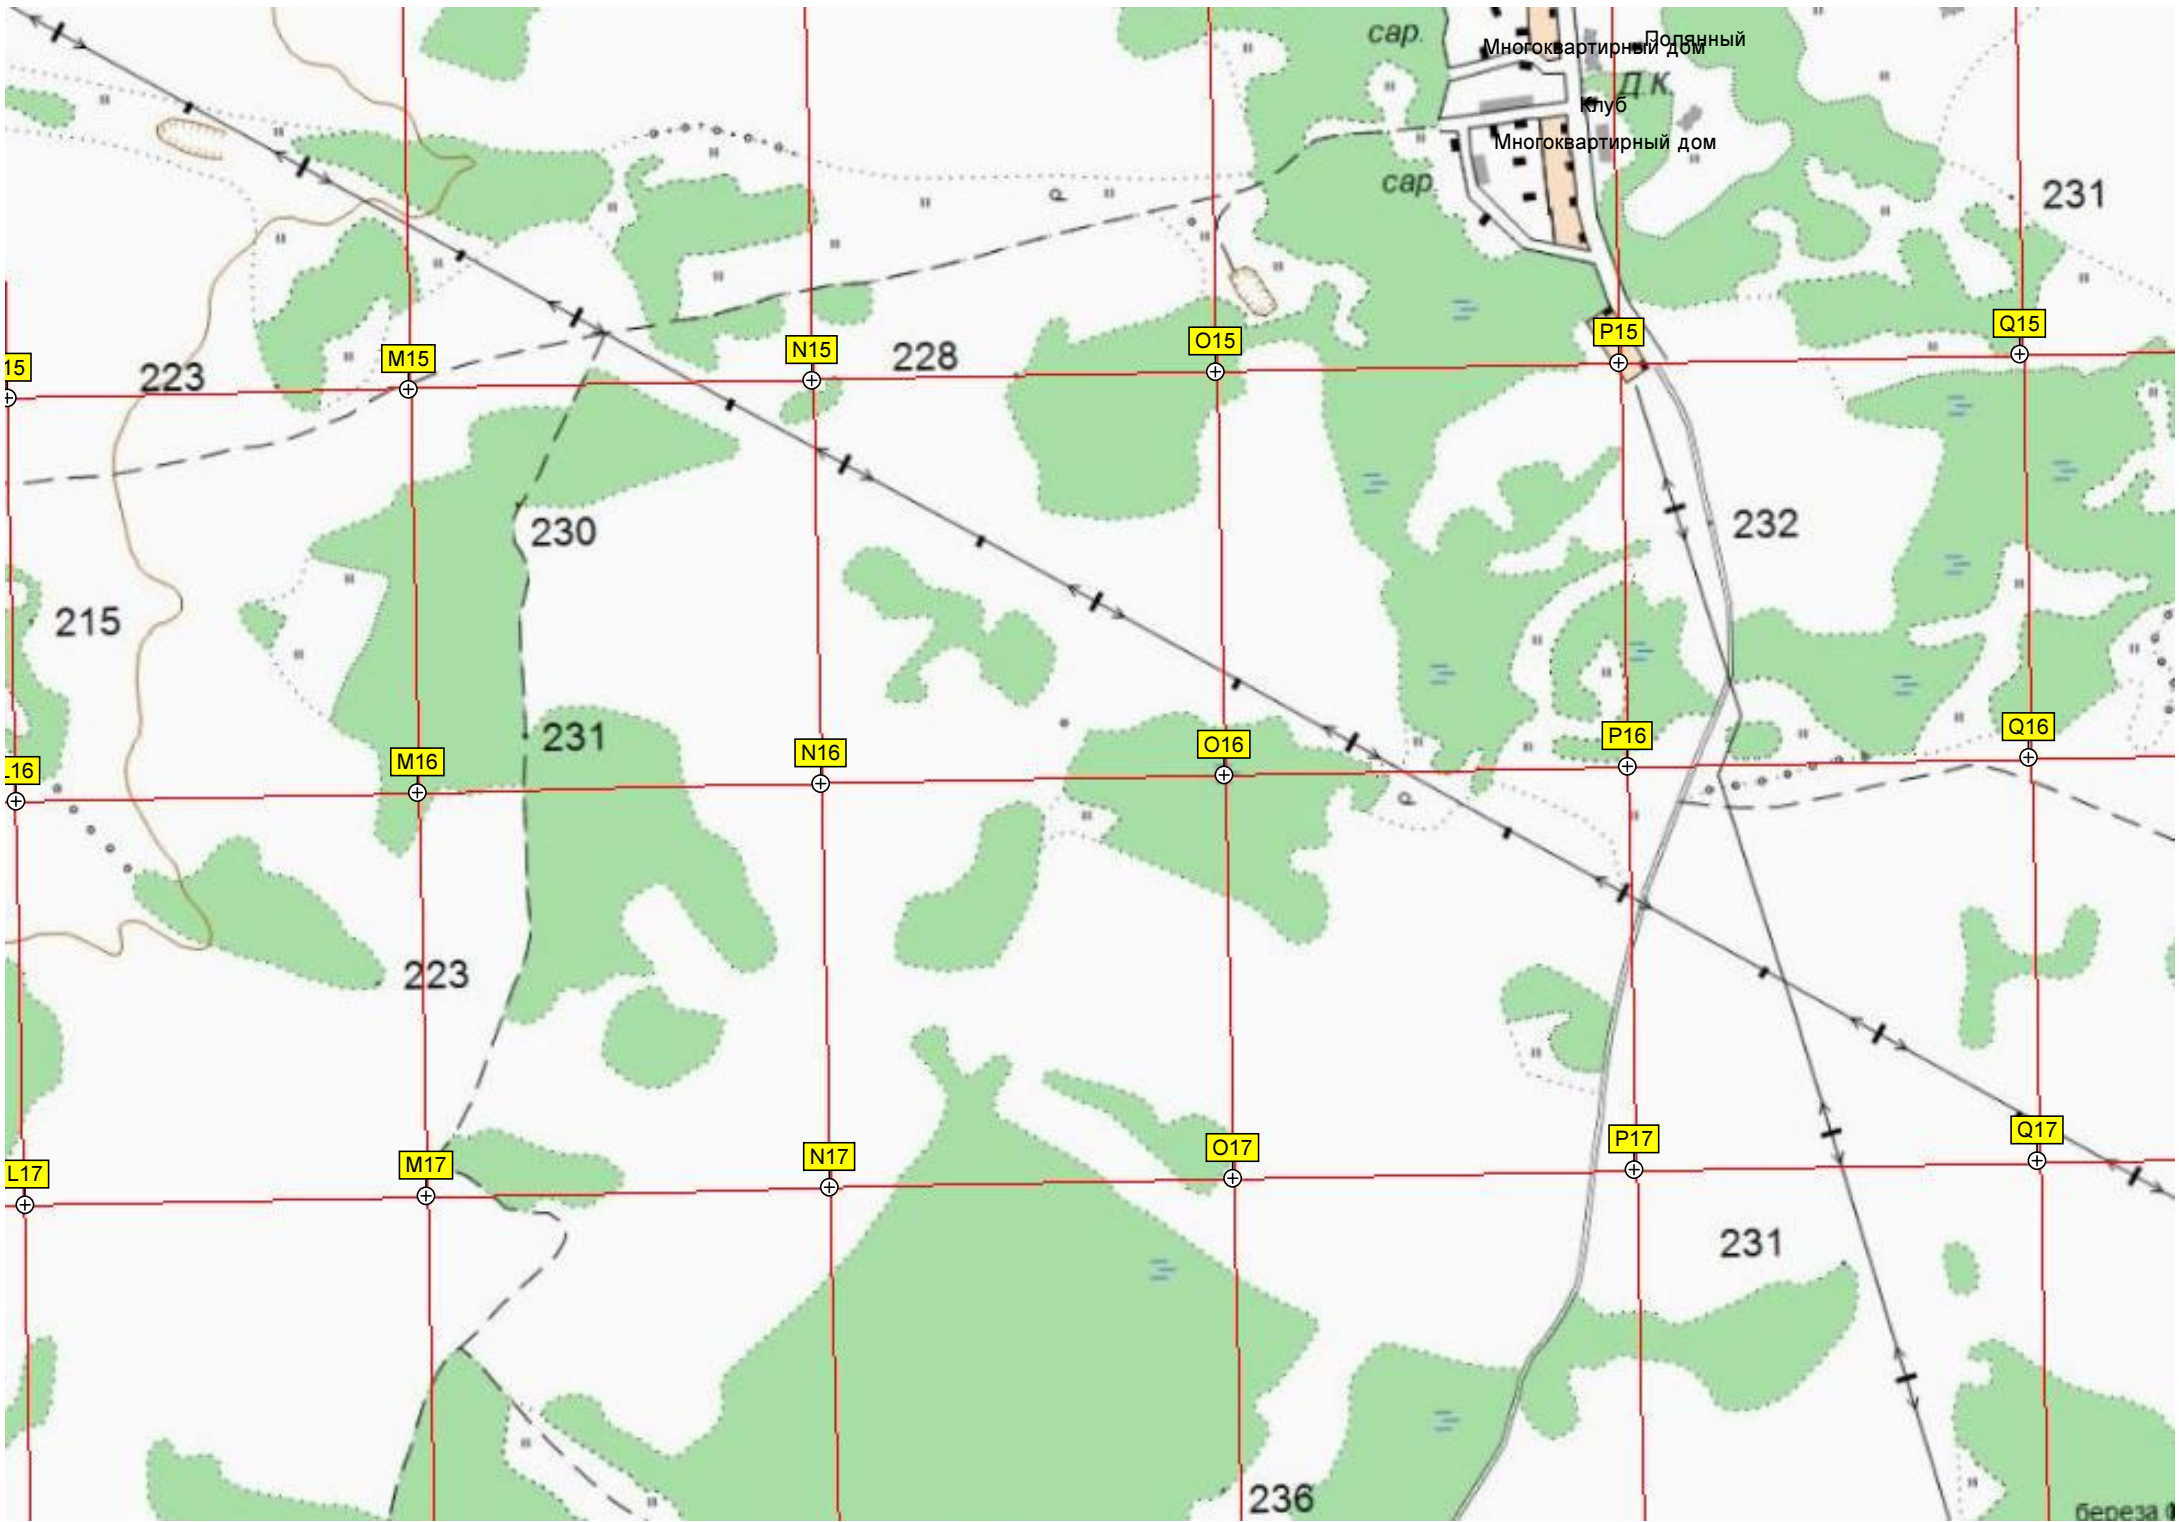 сар.
Полянный
Многоквартирный дом
Д.К.
Клуб
Многоквартирный дом
сар.
231
P15
Q15
O15
N15
M15
15
228
223
232
230
215
231
Q16
P16
O16
N16
M16
L16
223
Q17
P17
O17
N17
M17
L17
231
236
береза